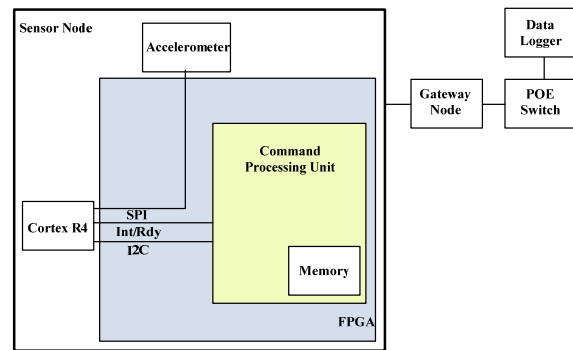 Sensor Node
Accelerometer
Data
Logger
Gateway
Node
POE
Switch
Command
Processing Unit
Cortex R4
SPI
Int/Rdy
I2C
Memory
FPGA